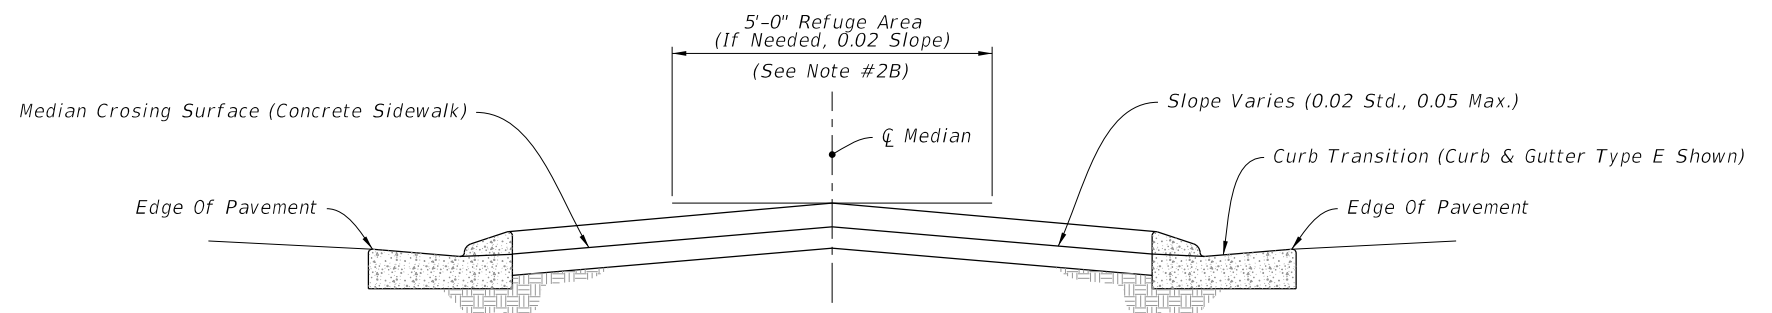 5'-0" Refuge Area
(If Needed, 0.02 Slope)
(See Note #2B)
Median Crosing Surface (Concrete Sidewalk)
Slope Varies (0.02 Std., 0.05 Max.)
℄ Median
Curb Transition (Curb & Gutter Type E Shown)
Edge Of Pavement
Edge Of Pavement